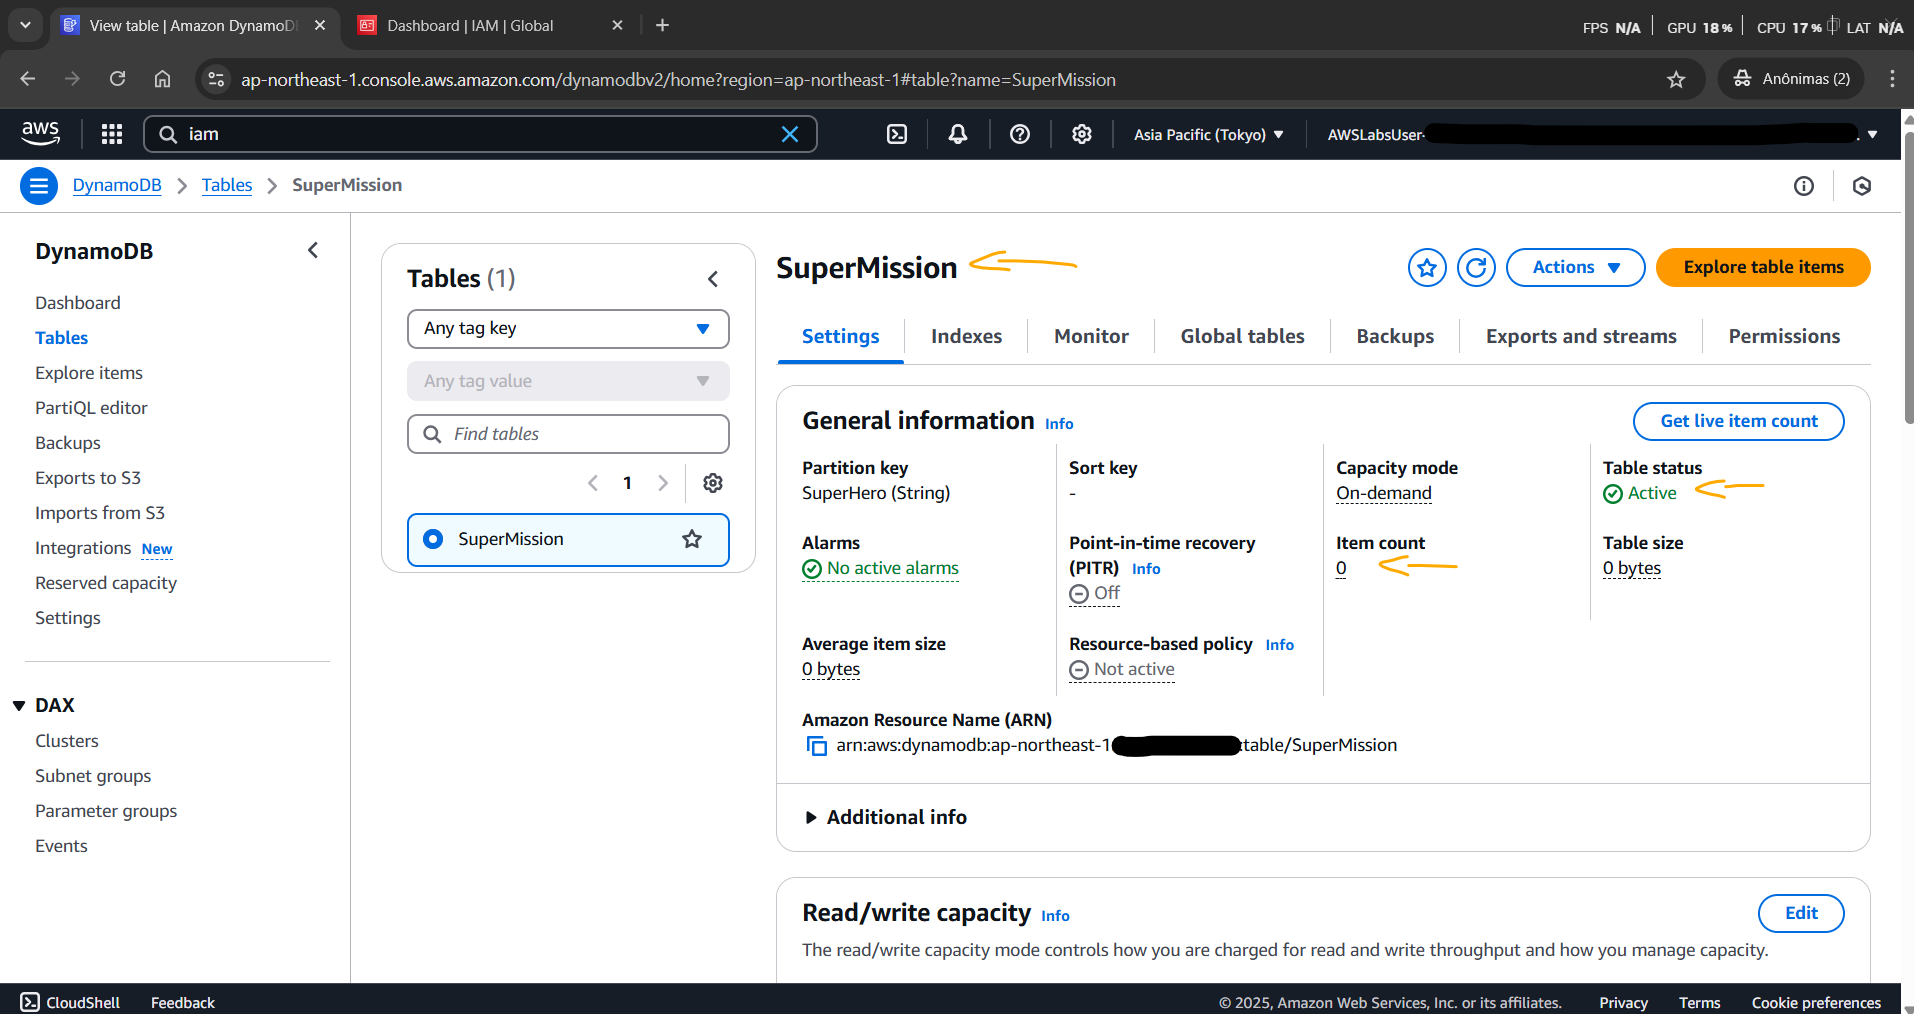 View table | Amazon DynamoD
Dashboard | IAM | Global
FPS N/A GPU 18 % CPU 17 % LAT N/A
ap-northeast-1.console.aws.amazon.com/dynamodbv2/home?region=ap-northeast-1#table?name=SuperMission
Anônimas (2)
aws
iam
Asia Pacific (Tokyo)
AWSLabsUser-
DynamoDB
Tables
SuperMission
DynamoDB
Dashboard
Tables
Explore items
PartiQL editor
Backups
Exports to S3
Imports from S3
Integrations New
Reserved capacity
Settings
DAX
Clusters
Subnet groups
Parameter groups
Events
Tables (1)
Any tag key
Any tag value
Find tables
1
SuperMission
SuperMission
Actions
Explore table items
Settings
Indexes
Monitor
Global tables
Backups
Exports and streams
Permissions
General information Info
Get live item count
Partition key
SuperHero (String)
Sort key
-
Capacity mode
On-demand
Table status
Active
Alarms
No active alarms
Point-in-time recovery
(PITR) Info
Off
Item count
0
Table size
0 bytes
Average item size
0 bytes
Resource-based policy Info
Not active
Amazon Resource Name (ARN)
arn:aws:dynamodb:ap-northeast-1 :table/SuperMission
Additional info
Read/write capacity Info
Edit
The read/write capacity mode controls how you are charged for read and write throughput and how you manage capacity.
CloudShell
Feedback
© 2025, Amazon Web Services, Inc. or its affiliates.
Privacy
Terms
Cookie preferences